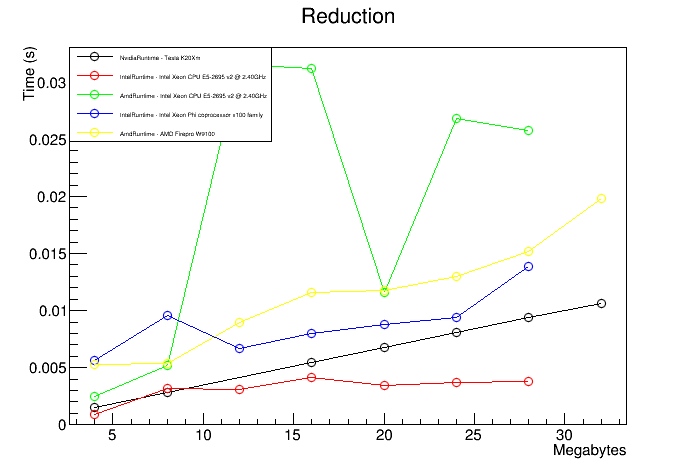 Reduction
Time (s)
NvidiaRuntime - Tesla K20Xm
IntelRuntime - Intel Xeon CPU E5-2695 v2 @ 2.40GHz
AmdRuntime - Intel Xeon CPU E5-2695 v2 @ 2.40GHz
IntelRuntime - Intel Xeon Phi coprocessor x100 family
AmdRuntime - AMD Firepro W9100
0.03
0.025
0.02
0.015
0.01
0.005
0
5 10 15 20 25 30
Megabytes